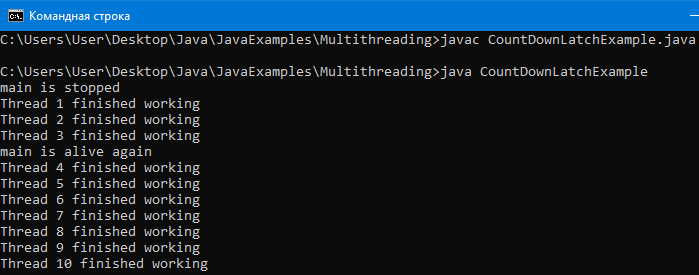 Командная строка
C:\Users\User\Desktop\Java\JavaExamples\Multithreading>javac CountDownLatchExample.java
C:\Users\User\Desktop\Java\JavaExamples\Multithreading>java CountDownLatchExample
main is stopped
Thread 1 finished working
Thread 2 finished working
Thread 3 finished working
main is alive again
Thread 4 finished working
Thread 5 finished working
Thread 6 finished working
Thread 7 finished working
Thread 8 finished working
Thread 9 finished working
Thread 10 finished working